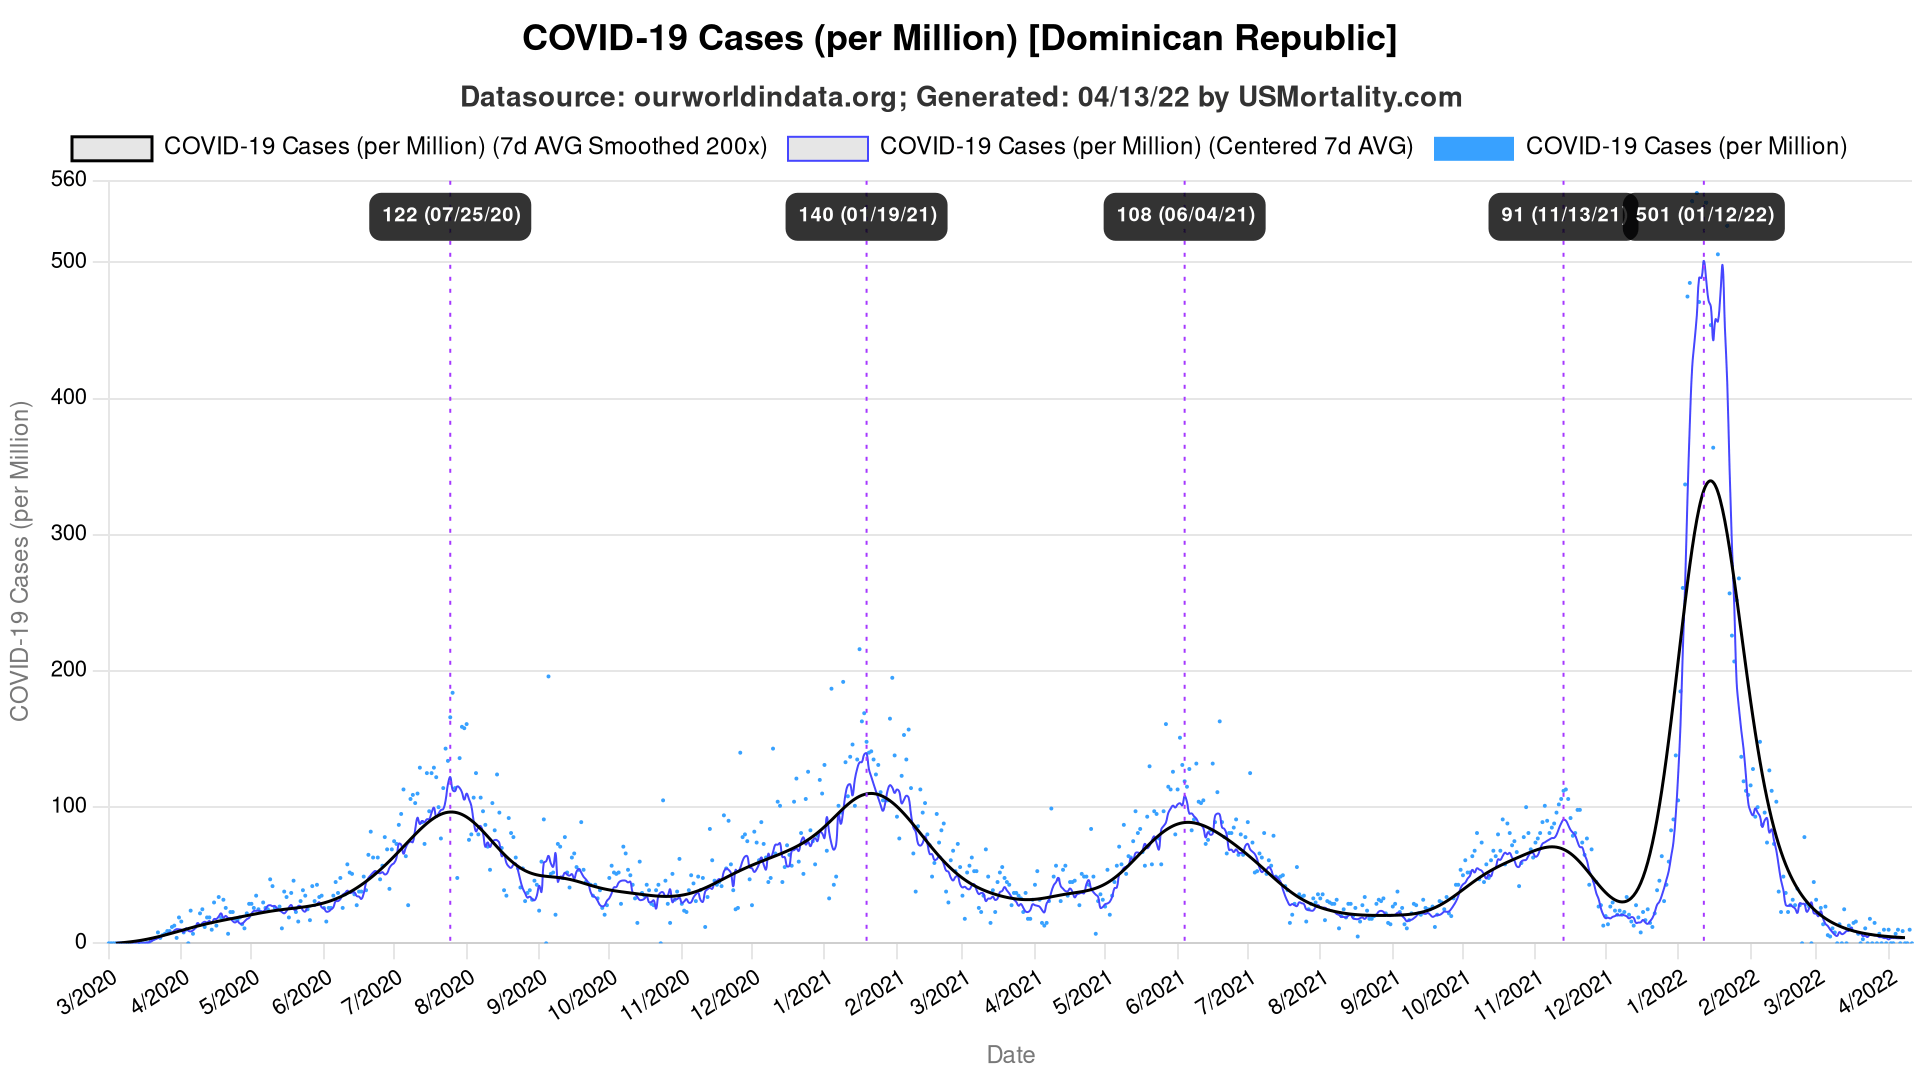 COVID-19 Cases (per Million) [Dominican Republic]
Datasource: ourworldindata.org; Generated: 04/13/22 by USMortality.com
COVID-19 Cases (per Million) (7d AVG Smoothed 200x) COVID-19 Cases (per Million) (Centered 7d AVG) COVID-19 Cases (per Million)
560
122 (07/25/20) 140 (01/19/21) 108 (06/04/21) 91 (11/13/21) 501 (01/12/22)
500
400
300
200
100
0
COVID-19 Cases (per Million)
3/2020 4/2020 5/2020 6/2020 7/2020 8/2020 9/2020 10/2020 11/2020 12/2020 1/2021 2/2021 3/2021 4/2021 5/2021 6/2021 7/2021 8/2021 9/2021 10/2021 11/2021 12/2021 1/2022 2/2022 3/2022 4/2022
Date